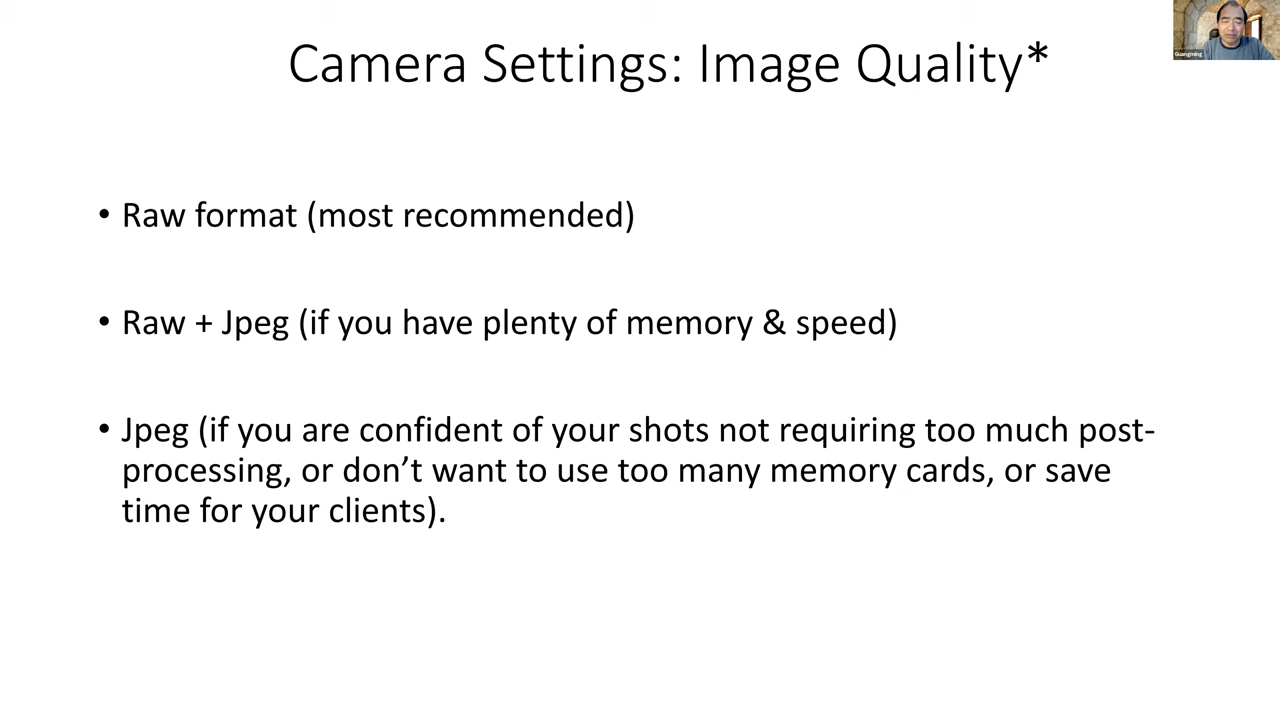 Camera Settings: Image Quality*
Guangming
• Raw format (most recommended)
• Raw + Jpeg (if you have plenty of memory & speed)
• Jpeg (if you are confident of your shots not requiring too much post-
processing, or don’t want to use too many memory cards, or save
time for your clients).